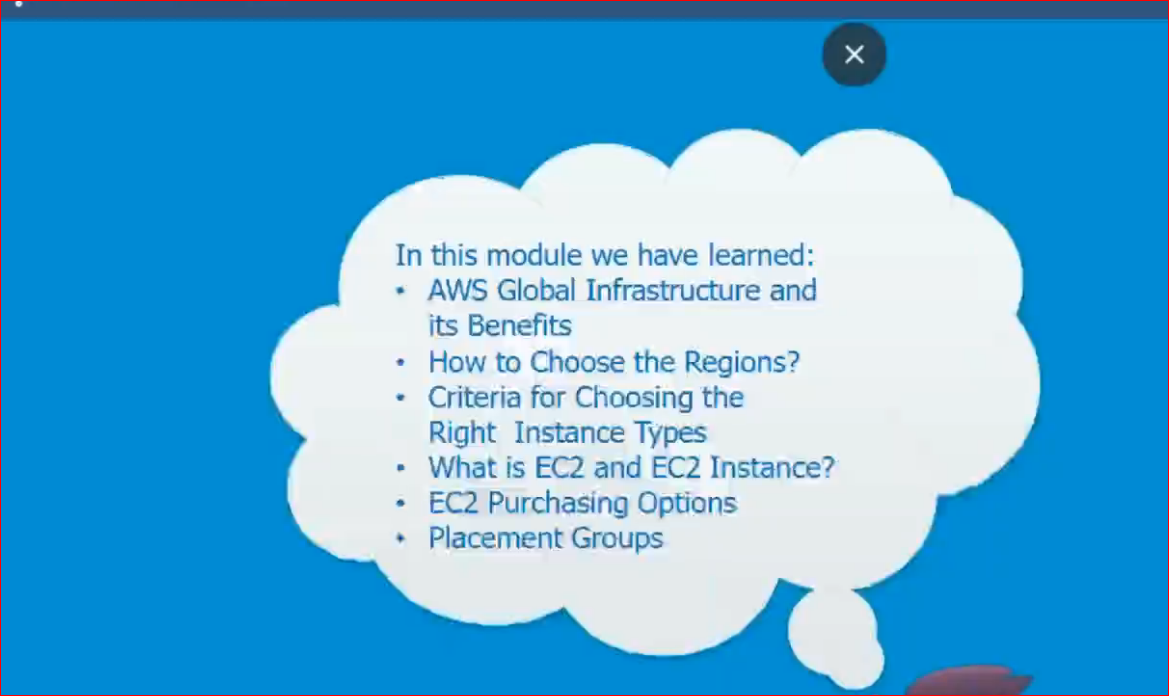 In this module we have learned:
• AWS Global Infrastructure and
its Benefits
• How to Choose the Regions?
• Criteria for Choosing the
Right  Instance Types
• What is EC2 and EC2 Instance?
• EC2 Purchasing Options
• Placement Groups